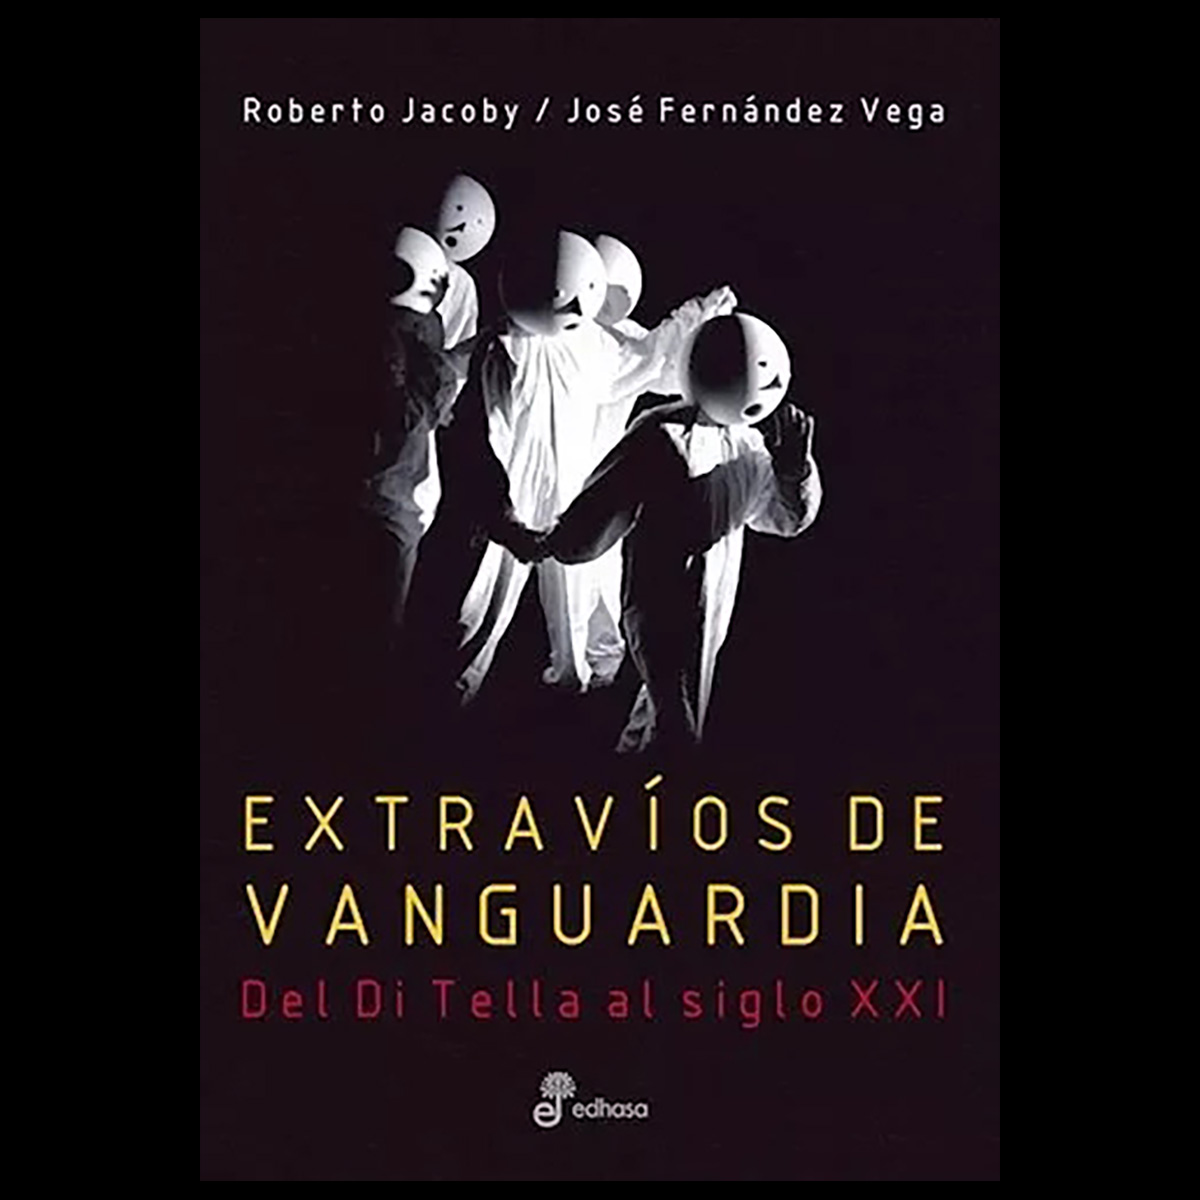 Roberto Jacoby / José Fernández Vega
EXTRAVÍOS DE
VANGUARDIA
Del Di Tella al siglo XXI
edhasa